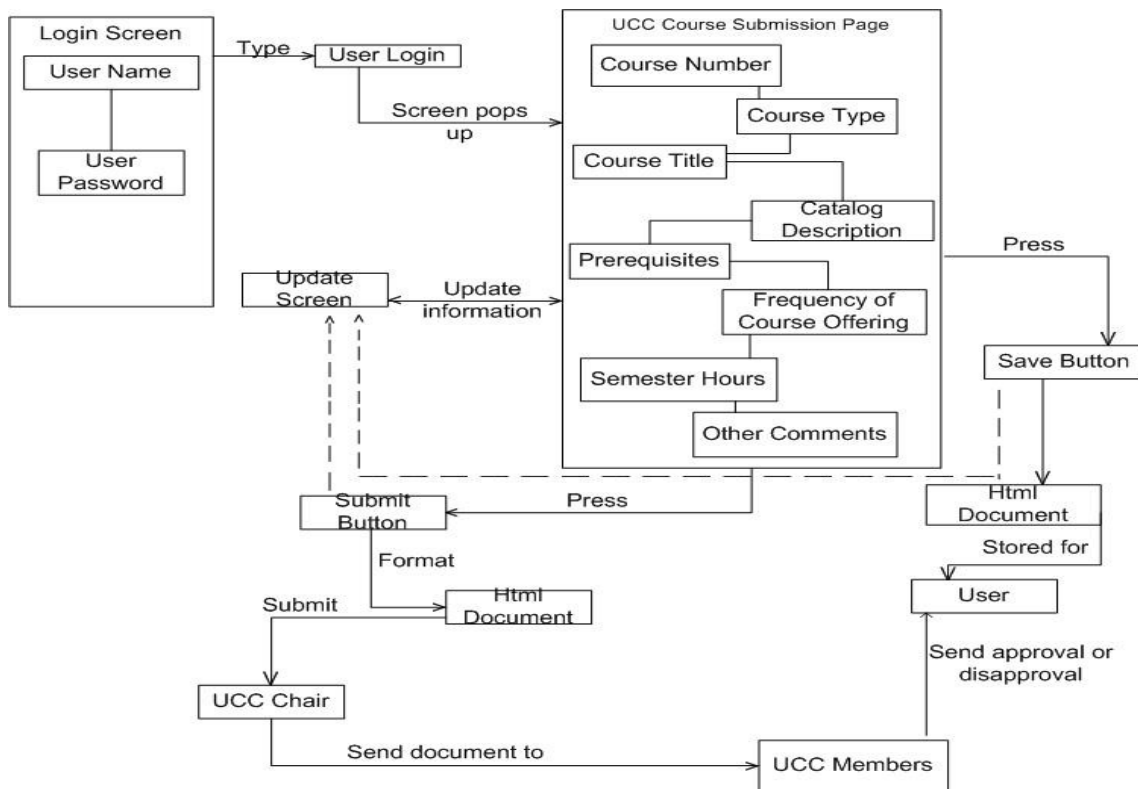 Login Screen
User Name
User
Password
Type
User Login
Screen pops
up
UCC Course Submission Page
Course Number
Course Type
Course Title
Catalog
Description
Prerequisites
Frequency of
Course Offering
Semester Hours
Other Comments
Update
Screen
Update
information
Press
Save Button
Html
Document
Stored for
User
Press
Submit
Button
Format
Html
Document
Submit
UCC Chair
Send document to
UCC Members
Send approval or
disapproval